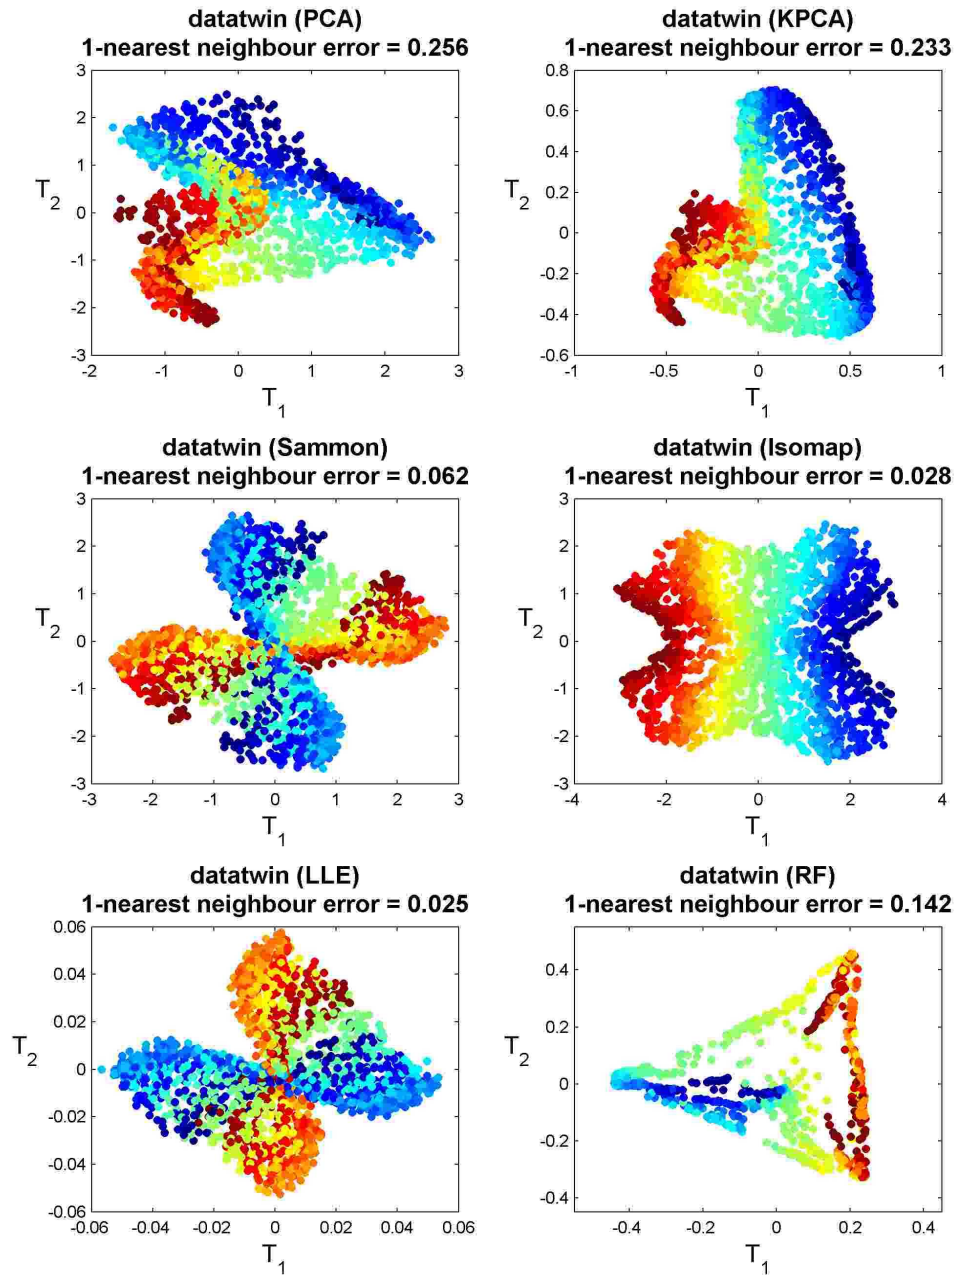 datatwin (PCA)
1-nearest neighbour error = 0.256
3
2
1
0
-1
-2
-3
T2
-2 -1 0 1 2 3
T1
datatwin (KPCA)
1-nearest neighbour error = 0.233
0.8
0.6
0.4
0.2
0
-0.2
-0.4
-0.6
T2
-1 -0.5 0 0.5 1
T1
datatwin (Sammon)
1-nearest neighbour error = 0.062
3
2
1
0
-1
-2
-3
T2
-3 -2 -1 0 1 2 3
T1
datatwin (Isomap)
1-nearest neighbour error = 0.028
3
2
1
0
-1
-2
-3
T2
-4 -2 0 2 4
T1
datatwin (LLE)
1-nearest neighbour error = 0.025
0.06
0.04
0.02
0
-0.02
-0.04
-0.06
T2
-0.06 -0.04 -0.02 0 0.02 0.04 0.06
T1
datatwin (RF)
1-nearest neighbour error = 0.142
0.4
0.2
0
-0.2
-0.4
T2
-0.4 -0.2 0 0.2 0.4
T1